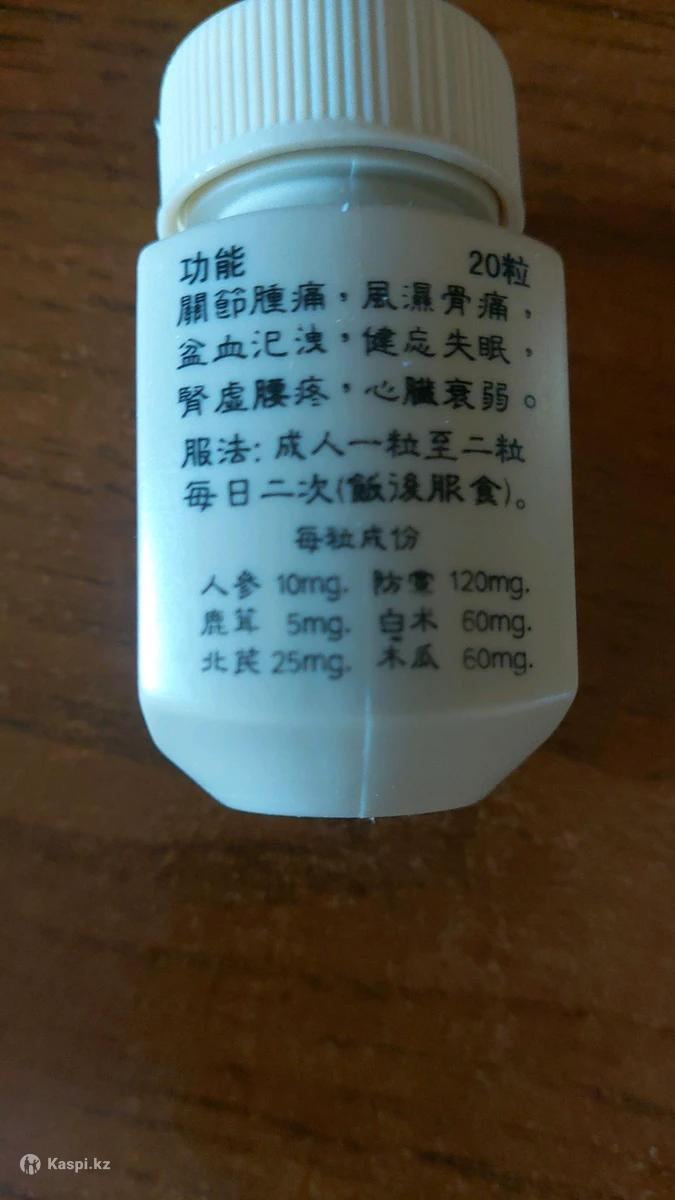 功能 20粒
關節腫痛，風濕骨痛，
盆血氾洩，健忘失眠，
腎虛腰疼，心臟衰弱。
服法: 成人一粒至二粒
每日二次(飯後服食)。
每粒成份
人參 10mg. 防 120mg.
鹿茸 5mg. 白木 60mg.
北芪 25mg. 木瓜 60mg.
Kaspi.kz